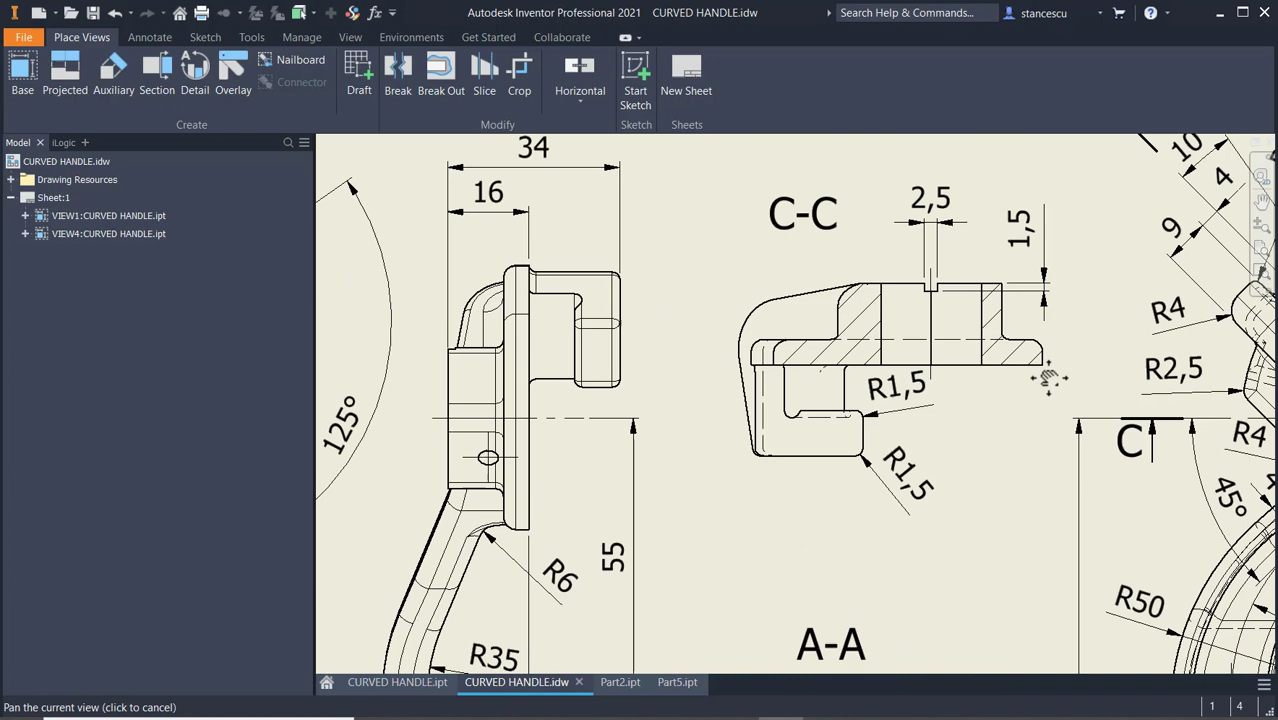 Autodesk Inventor Professional 2021 CURVED HANDLE.idw
Search Help & Commands...
stancescu
File Place Views Annotate Sketch Tools Manage View Environments Get Started Collaborate
Base Projected Auxiliary Section Detail Overlay
Nailboard
Connector
Draft
Break Break Out Slice Crop
Horizontal
Start
Sketch
New Sheet
Create
Modify
Sketch
Sheets
Model
iLogic
CURVED HANDLE.idw
Drawing Resources
Sheet:1
VIEW1:CURVED HANDLE.ipt
VIEW4:CURVED HANDLE.ipt
34
16
125°
55
R6
R35
C-C
2,5
1,5
R1,5
R1,5
A-A
10
4
9
R4
R2,5
C
R4
45°
R50
CURVED HANDLE.ipt CURVED HANDLE.idw Part2.ipt Part5.ipt
Pan the current view (click to cancel)
1 4